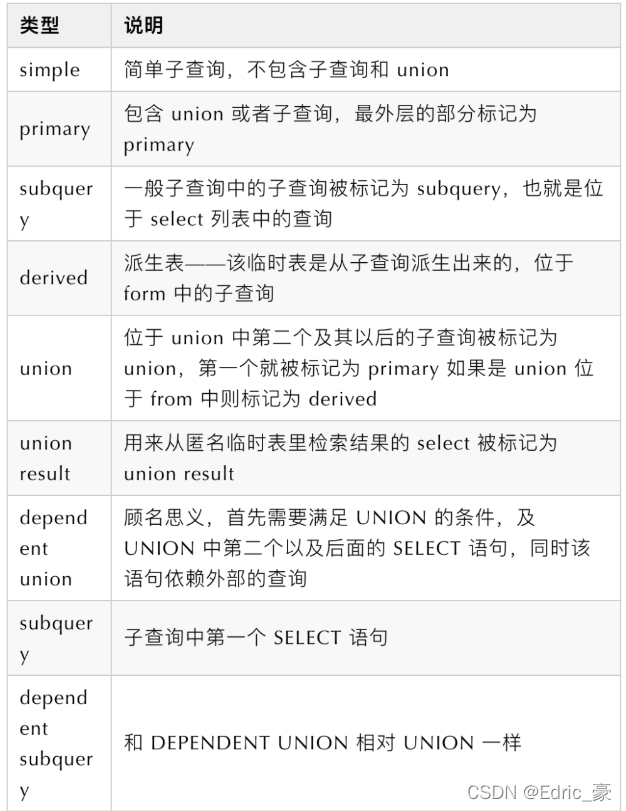 类型 说明
simple 简单子查询，不包含子查询和 union
primary 包含 union 或者子查询，最外层的部分标记为
primary
subquer
y
一般子查询中的子查询被标记为 subquery，也就是位
于 select 列表中的查询
derived 派生表——该临时表是从子查询派生出来的，位于
form 中的子查询
union 位于 union 中第二个及其以后的子查询被标记为
union，第一个就被标记为 primary 如果是 union 位
于 from 中则标记为 derived
union
result
用来从匿名临时表里检索结果的 select 被标记为
union result
depend
ent
union
顾名思义，首先需要满足 UNION 的条件，及
UNION 中第二个以及后面的 SELECT 语句，同时该
语句依赖外部的查询
subquer
y
子查询中第一个 SELECT 语句
depend
ent
subquer
y
和 DEPENDENT UNION 相对 UNION 一样
CSDN @Edric_豪